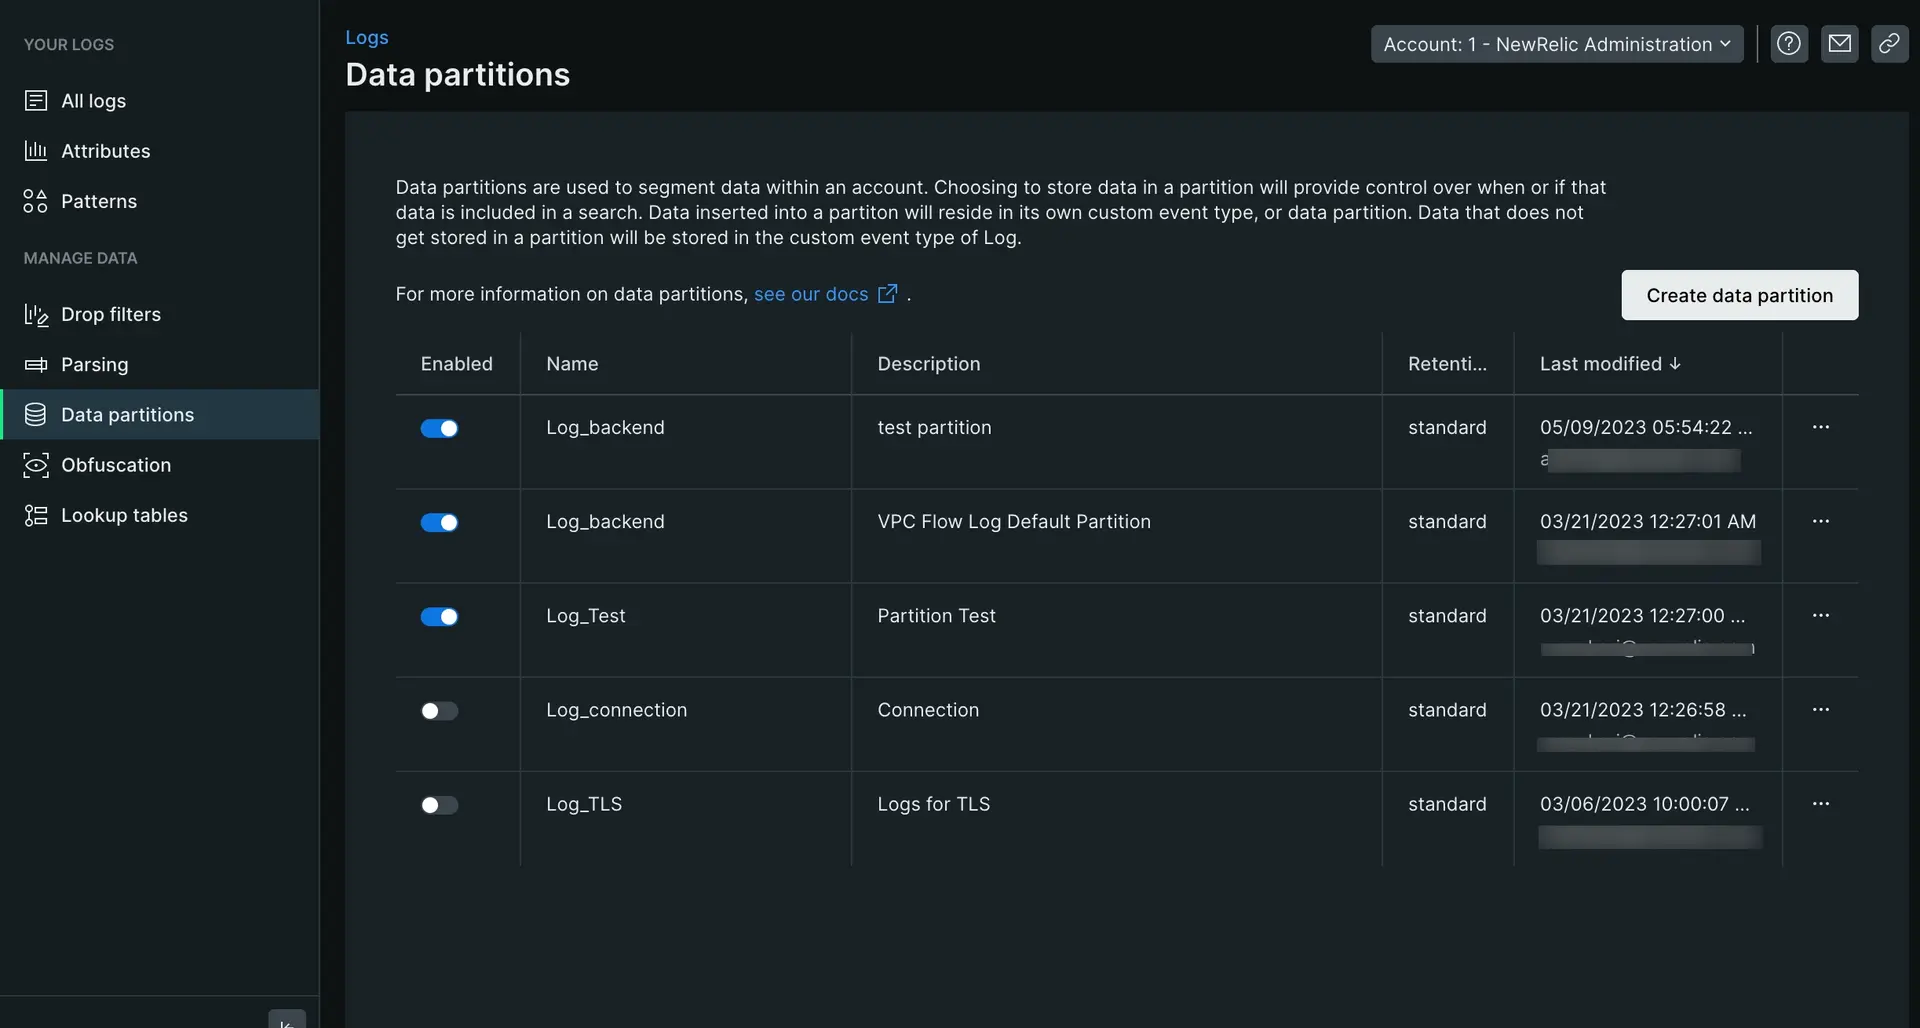 YOUR LOGS
All logs
Attributes
Patterns
MANAGE DATA
Drop filters
Parsing
Data partitions
Obfuscation
Lookup tables
Logs
Data partitions
Account: 1 - NewRelic Administration
Data partitions are used to segment data within an account. Choosing to store data in a partition will provide control over when or if that
data is included in a search. Data inserted into a partiton will reside in its own custom event type, or data partition. Data that does not
get stored in a partition will be stored in the custom event type of Log.
For more information on data partitions, see our docs .
Create data partition
Enabled Name Description Retenti... Last modified ↓
Log_backend test partition standard 05/09/2023 05:54:22 ... ...
a
Log_backend VPC Flow Log Default Partition standard 03/21/2023 12:27:01 AM ...
Log_Test Partition Test standard 03/21/2023 12:27:00 ... ...
Log_connection Connection standard 03/21/2023 12:26:58 ... ...
Log_TLS Logs for TLS standard 03/06/2023 10:00:07 ... ...